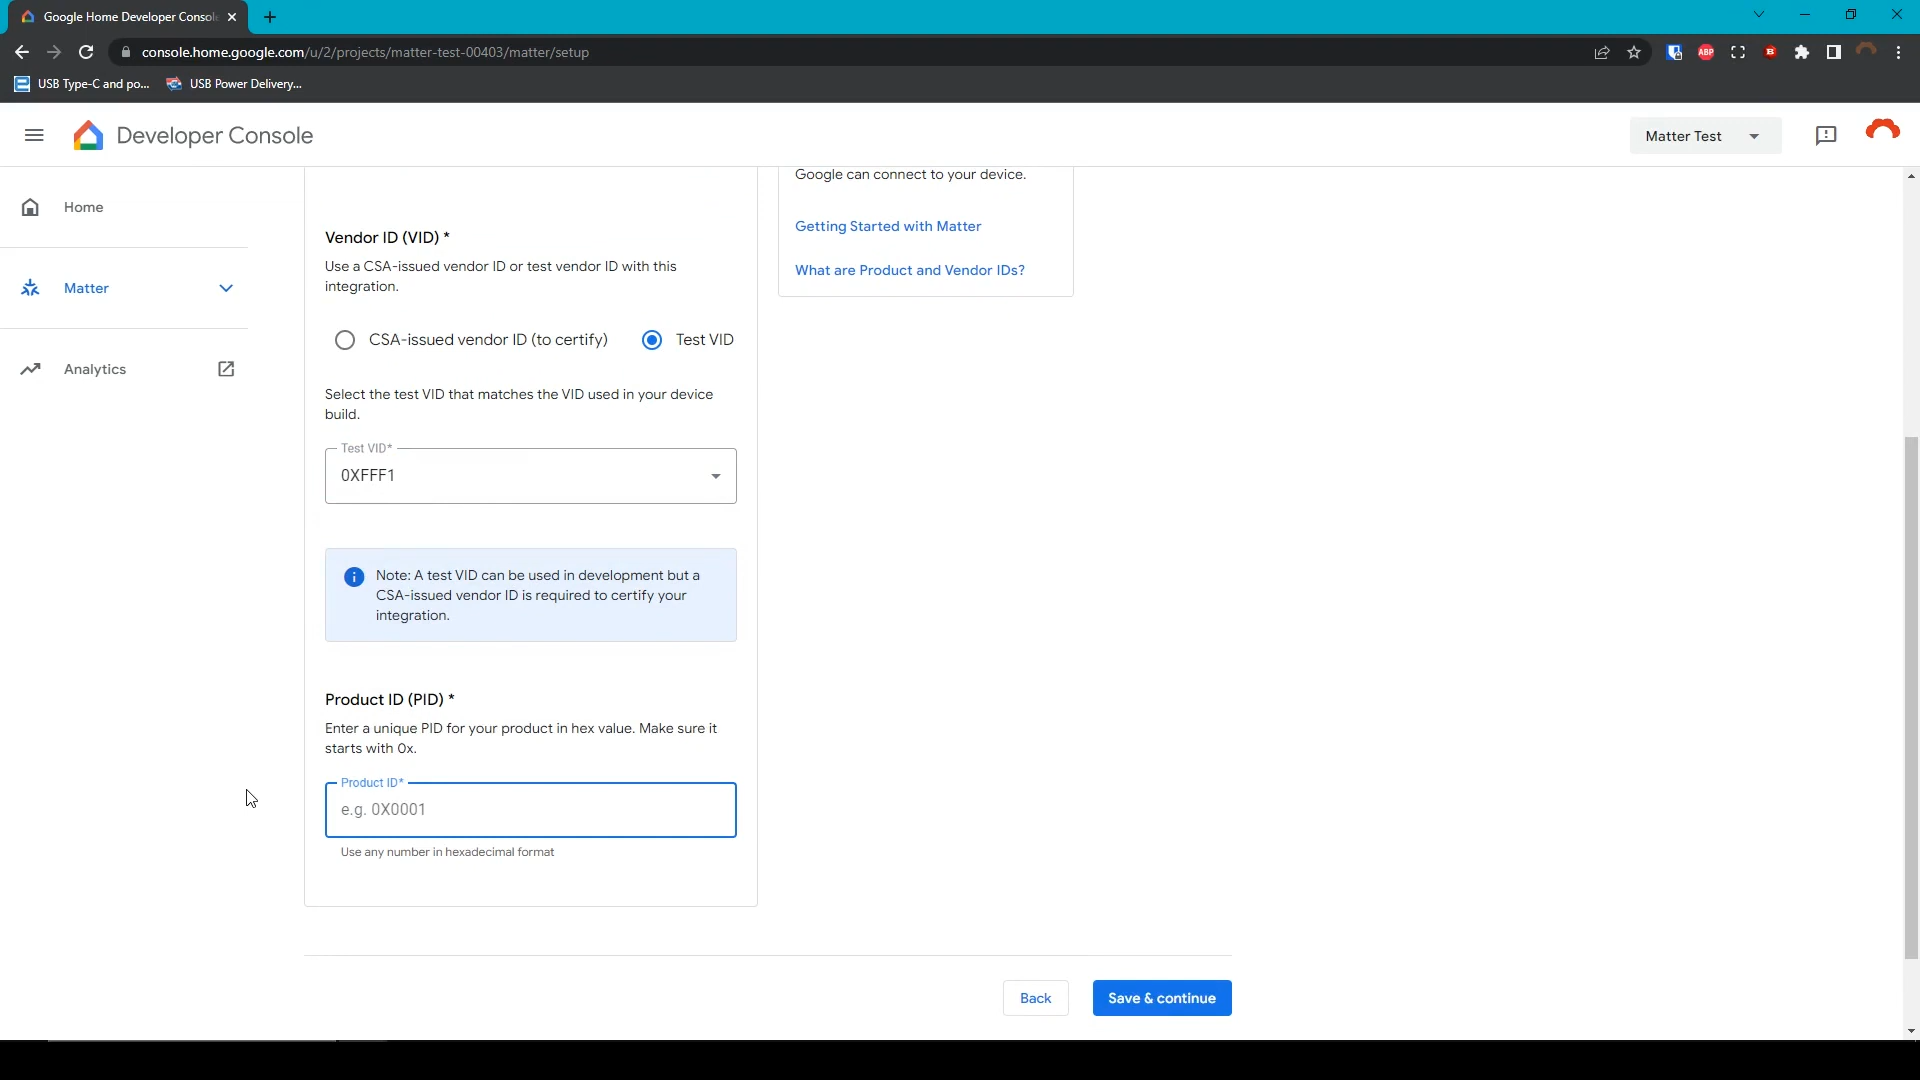 Google Home Developer Consol
console.home.google.com/u/2/projects/matter-test-00403/matter/setup
ABP
B
USB Type-C and po...
USB Power Delivery...
Developer Console
Matter Test
Home
Matter
Analytics
Google can connect to your device.
Getting Started with Matter
What are Product and Vendor IDs?
Vendor ID (VID) *
Use a CSA-issued vendor ID or test vendor ID with this
integration.
CSA-issued vendor ID (to certify)
Test VID
Select the test VID that matches the VID used in your device
build.
Test VID*
0XFFF1
Note: A test VID can be used in development but a
CSA-issued vendor ID is required to certify your
integration.
Product ID (PID) *
Enter a unique PID for your product in hex value. Make sure it
starts with 0x.
Product ID*
e.g. 0X0001
Use any number in hexadecimal format
Back
Save & continue